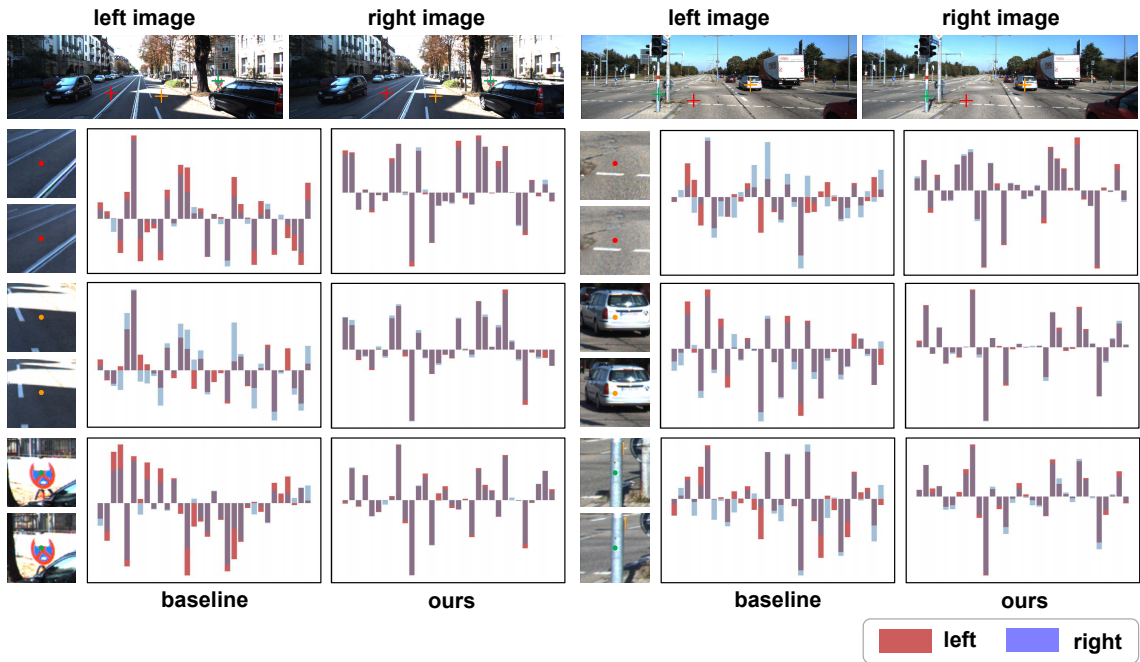 left image
right image
left image
right image
baseline
ours
baseline
ours
left
right